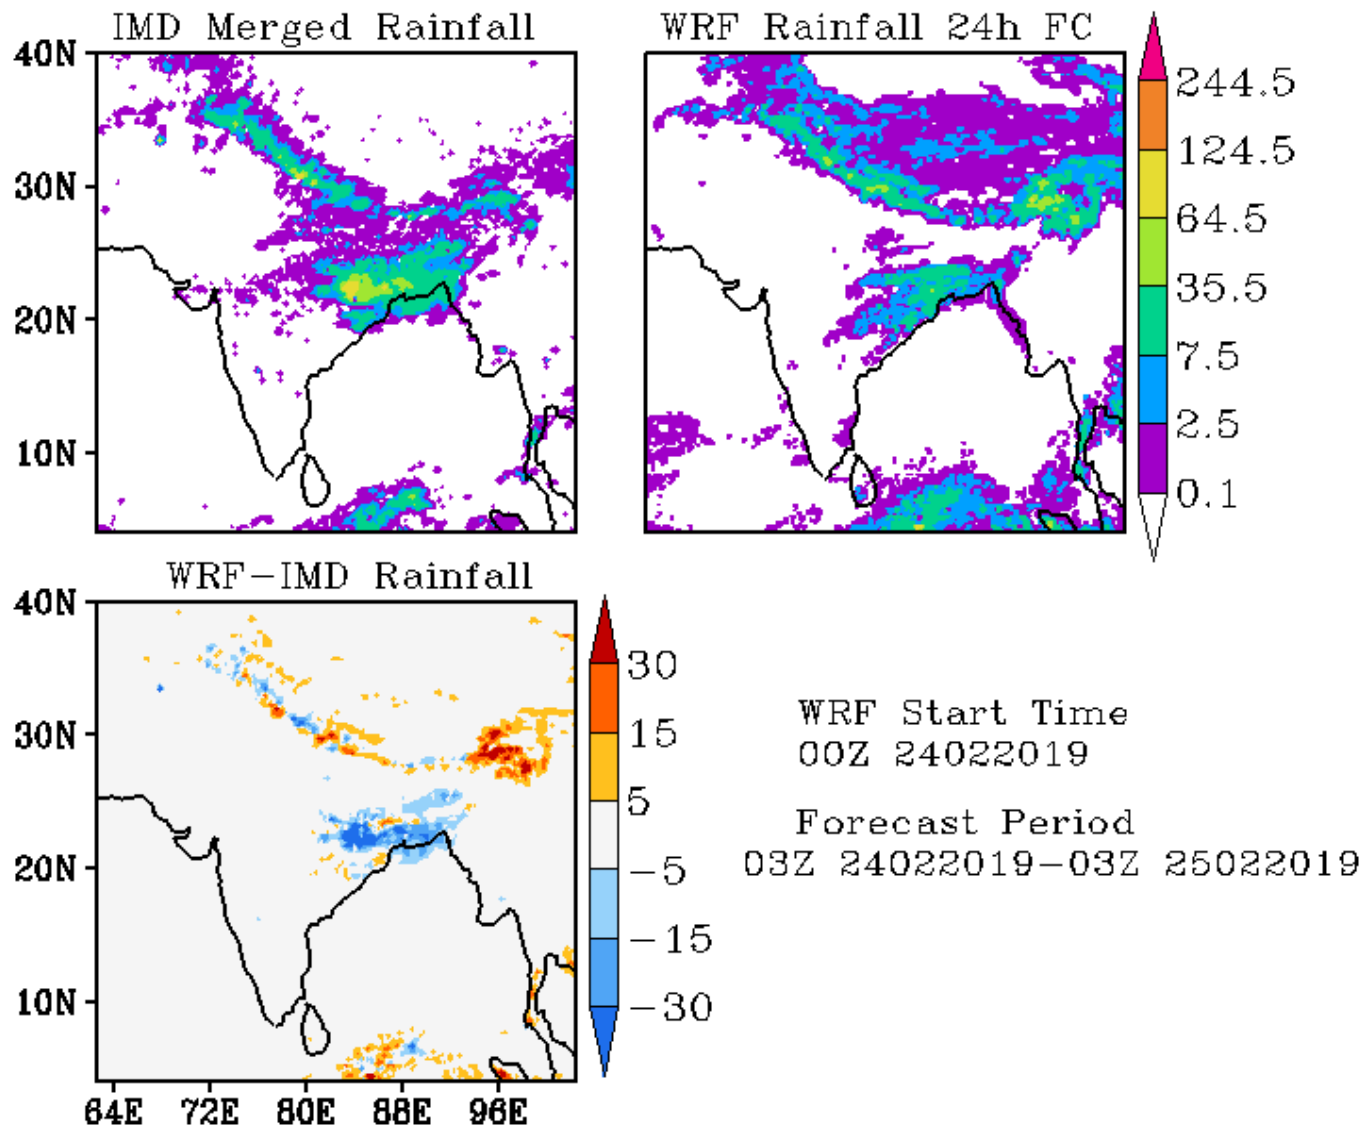 IMD Merged Rainfall
WRF Rainfall 24h FC
40N
30N
20N
10N
244.5
124.5
64.5
35.5
7.5
2.5
0.1
WRF-IMD Rainfall
40N
30N
20N
10N
64E 72E 80E 88E 96E
30
15
5
-5
-15
-30
WRF Start Time
00Z 24022019
Forecast Period
03Z 24022019-03Z 25022019